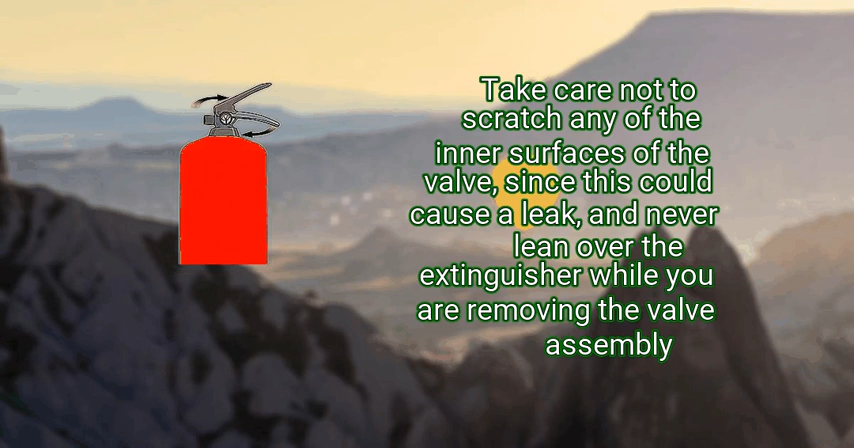 Take care not to
scratch any of the
inner surfaces of the
valve, since this could
cause a leak, and never
lean over the
extinguisher while you
are removing the valve
assembly